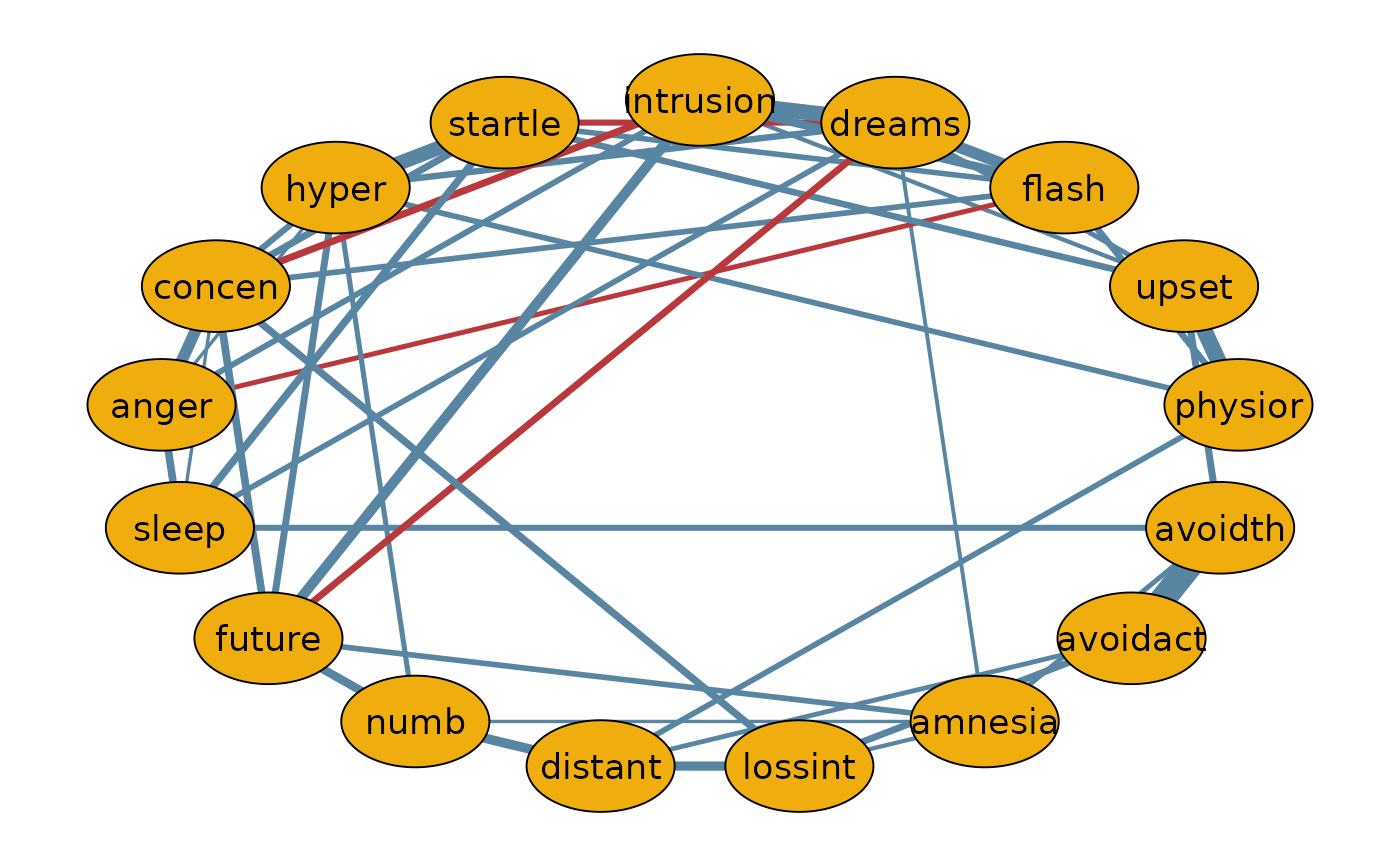 intrusion
startle
dreams
hyper
flash
concen
upset
anger
physior
sleep
avoidth
future
avoidact
numb
amnesia
distant
lossint